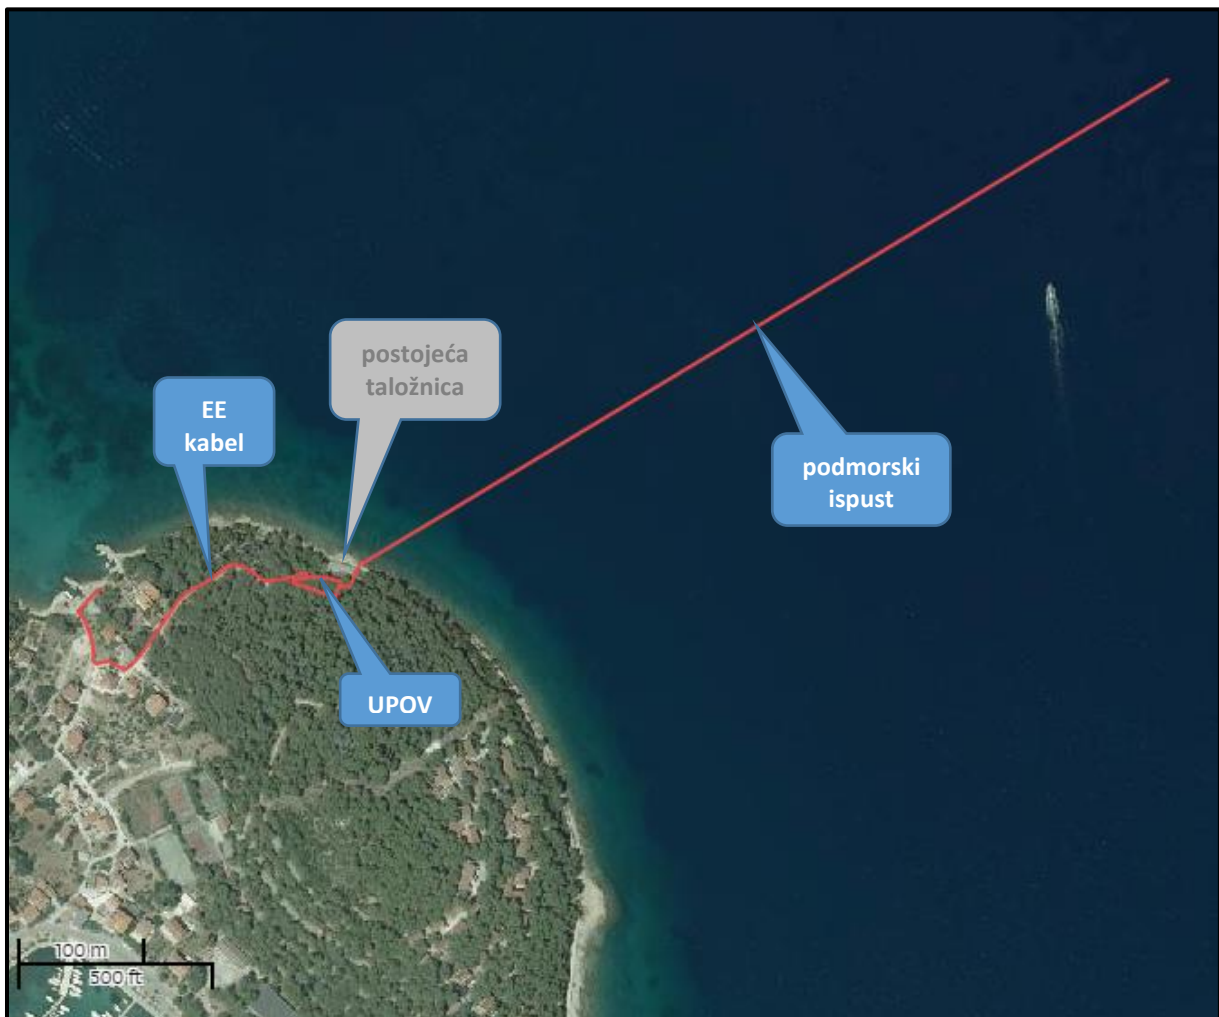 postojeća
taložnica
EE
kabel
podmorski
ispust
UPOV
100 m
500 ft